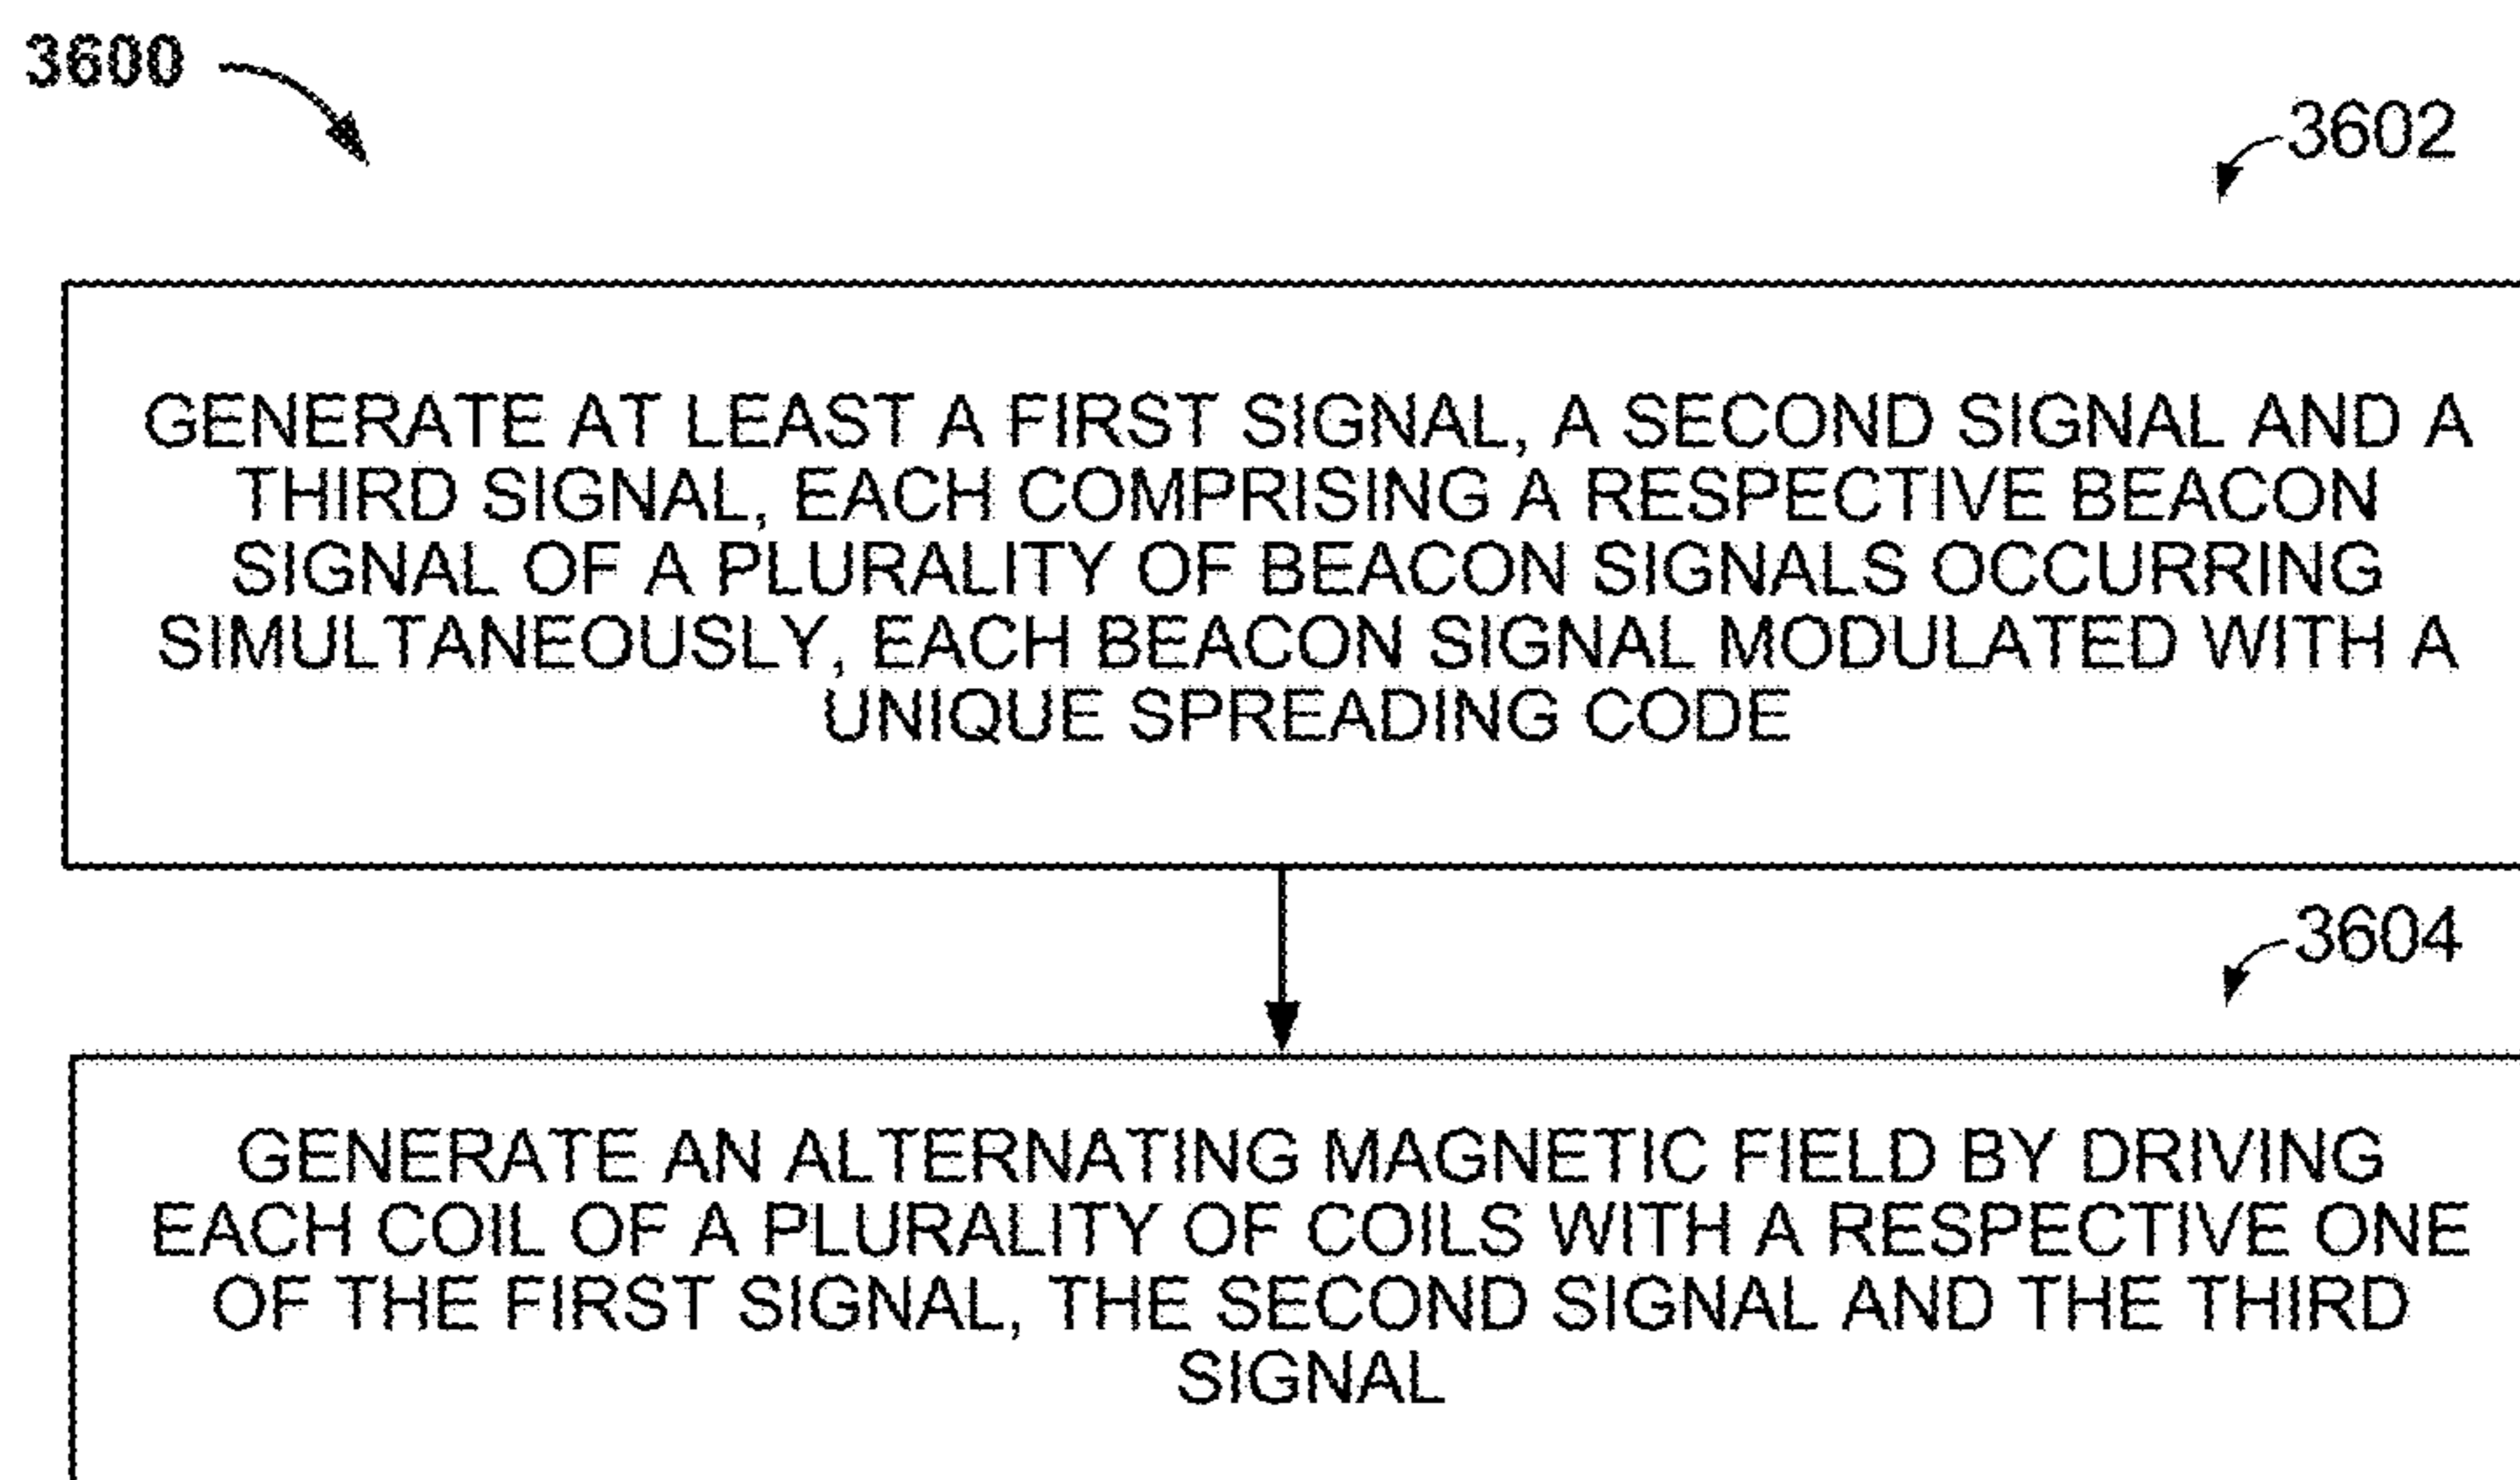 3600
3602
GENERATE AT LEAST A FIRST SIGNAL, A SECOND SIGNAL AND A
THIRD SIGNAL, EACH COMPRISING A RESPECTIVE BEACON
SIGNAL OF A PLURALITY OF BEACON SIGNALS OCCURRING
SIMULTANEOUSLY, EACH BEACON SIGNAL MODULATED WITH A
UNIQUE SPREADING CODE
3604
GENERATE AN ALTERNATING MAGNETIC FIELD BY DRIVING
EACH COIL OF A PLURALITY OF COILS WITH A RESPECTIVE ONE
OF THE FIRST SIGNAL, THE SECOND SIGNAL AND THE THIRD
SIGNAL